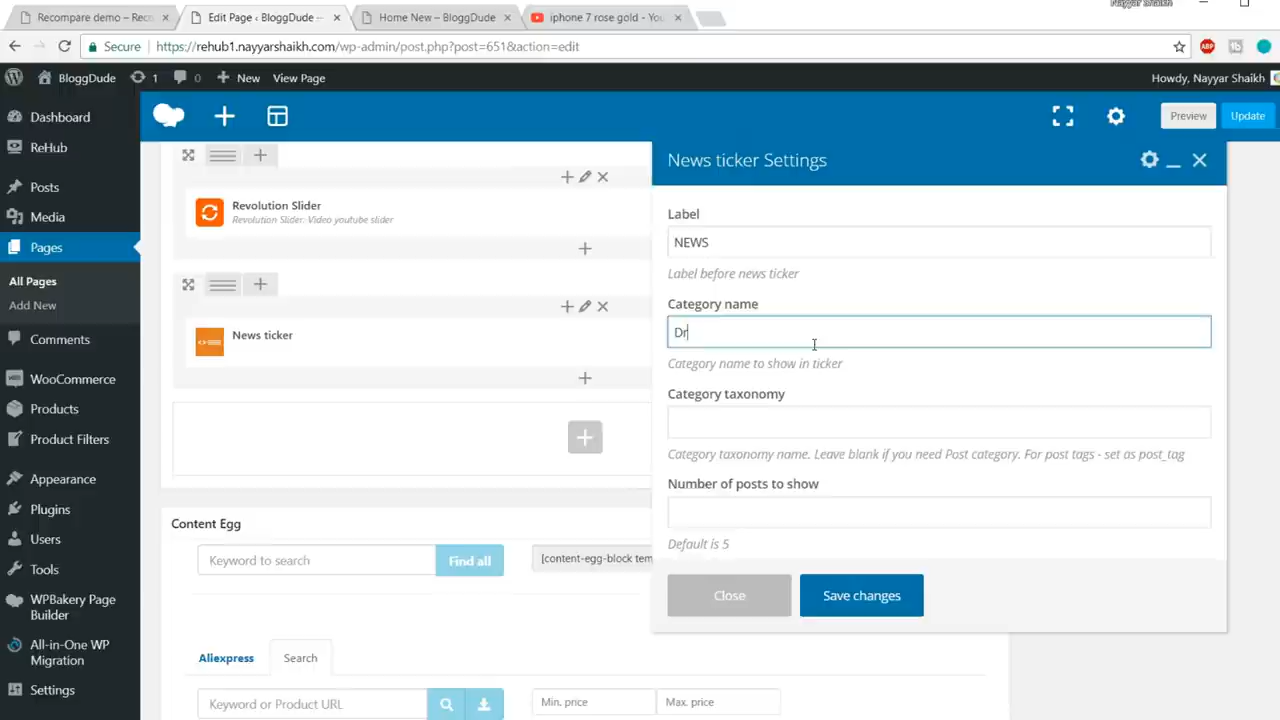 Nayyar Shaikh
Recompare demo – Reco
Edit Page ‹ BloggDude —
Home New – BloggDude
iphone 7 rose gold - You
Secure
https://rehub1.nayyarshaikh.com/wp-admin/post.php?post=651&action=edit
ABP
BloggDude
1
0
New
View Page
Howdy, Nayyar Shaikh
Dashboard
ReHub
Posts
Media
Pages
All Pages
Add New
Comments
WooCommerce
Products
Product Filters
Appearance
Plugins
Users
Tools
WPBakery Page
Builder
All-in-One WP
Migration
Settings
Preview
Update
Revolution Slider
Revolution Slider: Video youtube slider
News ticker
Content Egg
Keyword to search
Find all
[content-egg-block tem
Aliexpress
Search
Keyword or Product URL
Min. price
Max. price
News ticker Settings
Label
NEWS
Label before news ticker
Category name
Dr
Category name to show in ticker
Category taxonomy
Category taxonomy name. Leave blank if you need Post category. For post tags - set as post_tag
Number of posts to show
Default is 5
Close
Save changes